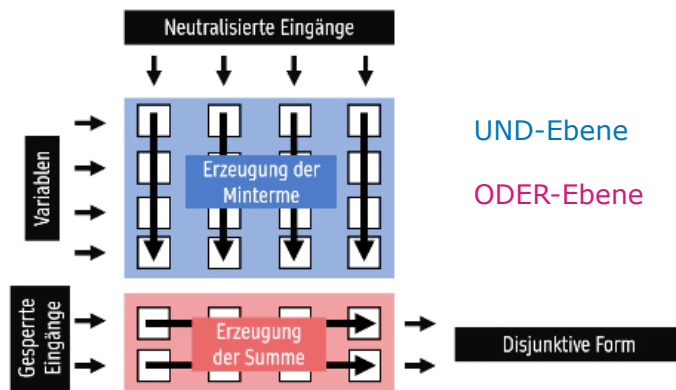 Neutralisierte Eingänge
Variablen
Erzeugung der
Minterme
UND-Ebene
ODER-Ebene
Gesperrte
Eingänge
Erzeugung
der Summe
Disjunktive Form